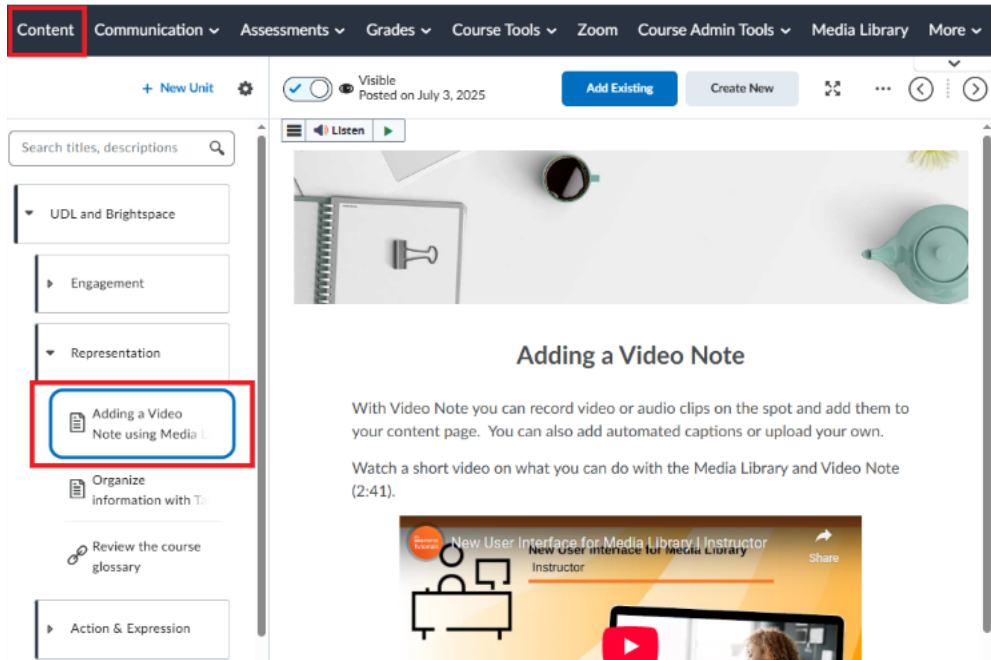 Content Communication Assessments Grades Course Tools Zoom Course Admin Tools Media Library More
+ New Unit
Visible
Posted on July 3, 2025
Add Existing
Create New
Search titles, descriptions
UDL and Brightspace
Engagement
Representation
Adding a Video
Note using Media
Organize
information with
Review the course
glossary
Action & Expression
Listen
Adding a Video Note
With Video Note you can record video or audio clips on the spot and add them to
your content page. You can also add automated captions or upload your own.
Watch a short video on what you can do with the Media Library and Video Note
(2:41).
New User Interface for Media Library | Instructor
Share
New User Interface for Media Library
Instructor